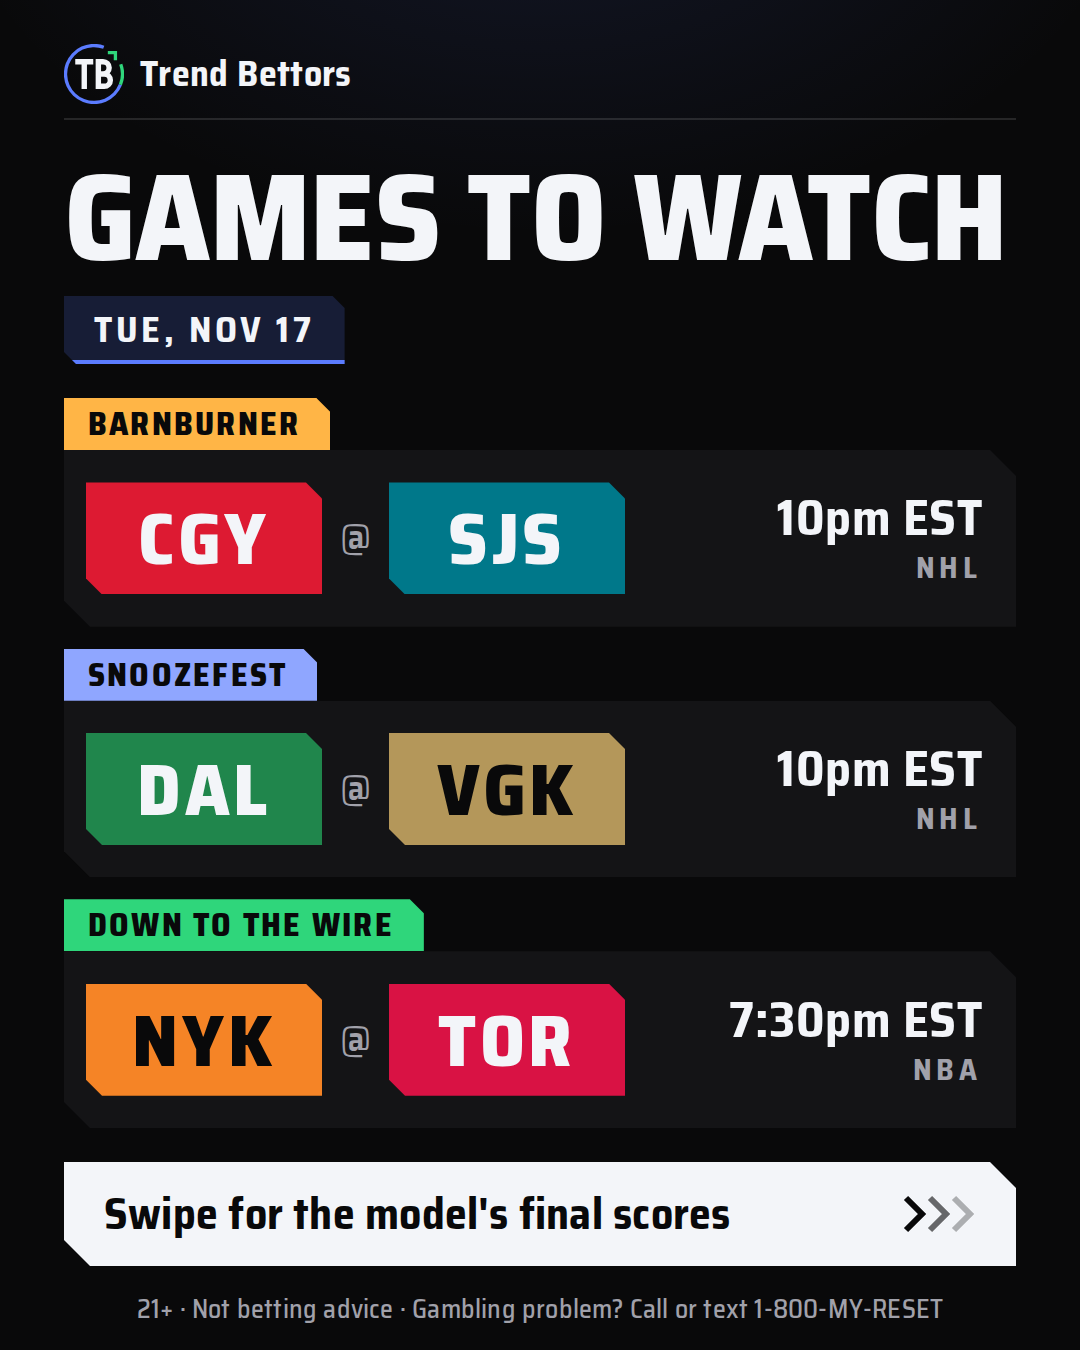 TB Trend Bettors
GAMES TO WATCH
TUE, NOV 17
BARNBURNER
CGY @ SJS 10pm EST
NHL
SNOOZEFEST
DAL @ VGK 10pm EST
NHL
DOWN TO THE WIRE
NYK @ TOR 7:30pm EST
NBA
Swipe for the model's final scores
21+ · Not betting advice · Gambling problem? Call or text 1-800-MY-RESET